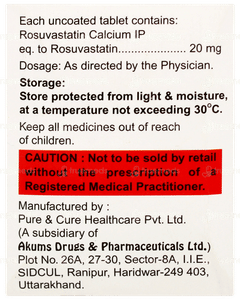 Each uncoated tablet contains:
Rosuvastatin Calcium IP
eq. to Rosuvastatin...................... 20 mg
Dosage: As directed by the Physician.
Storage:
Store protected from light & moisture,
at a temperature not exceeding 30°C.
Keep all medicines out of reach
of children.
CAUTION : Not to be sold by retail
without the prescription of a
Registered Medical Practitioner.
Manufactured by :
Pure & Cure Healthcare Pvt. Ltd.
(A subsidiary of
Akums Drugs & Pharmaceuticals Ltd.)
Plot No. 26A, 27-30, Sector-8A, I.I.E.,
SIDCUL, Ranipur, Haridwar-249 403,
Uttarakhand.